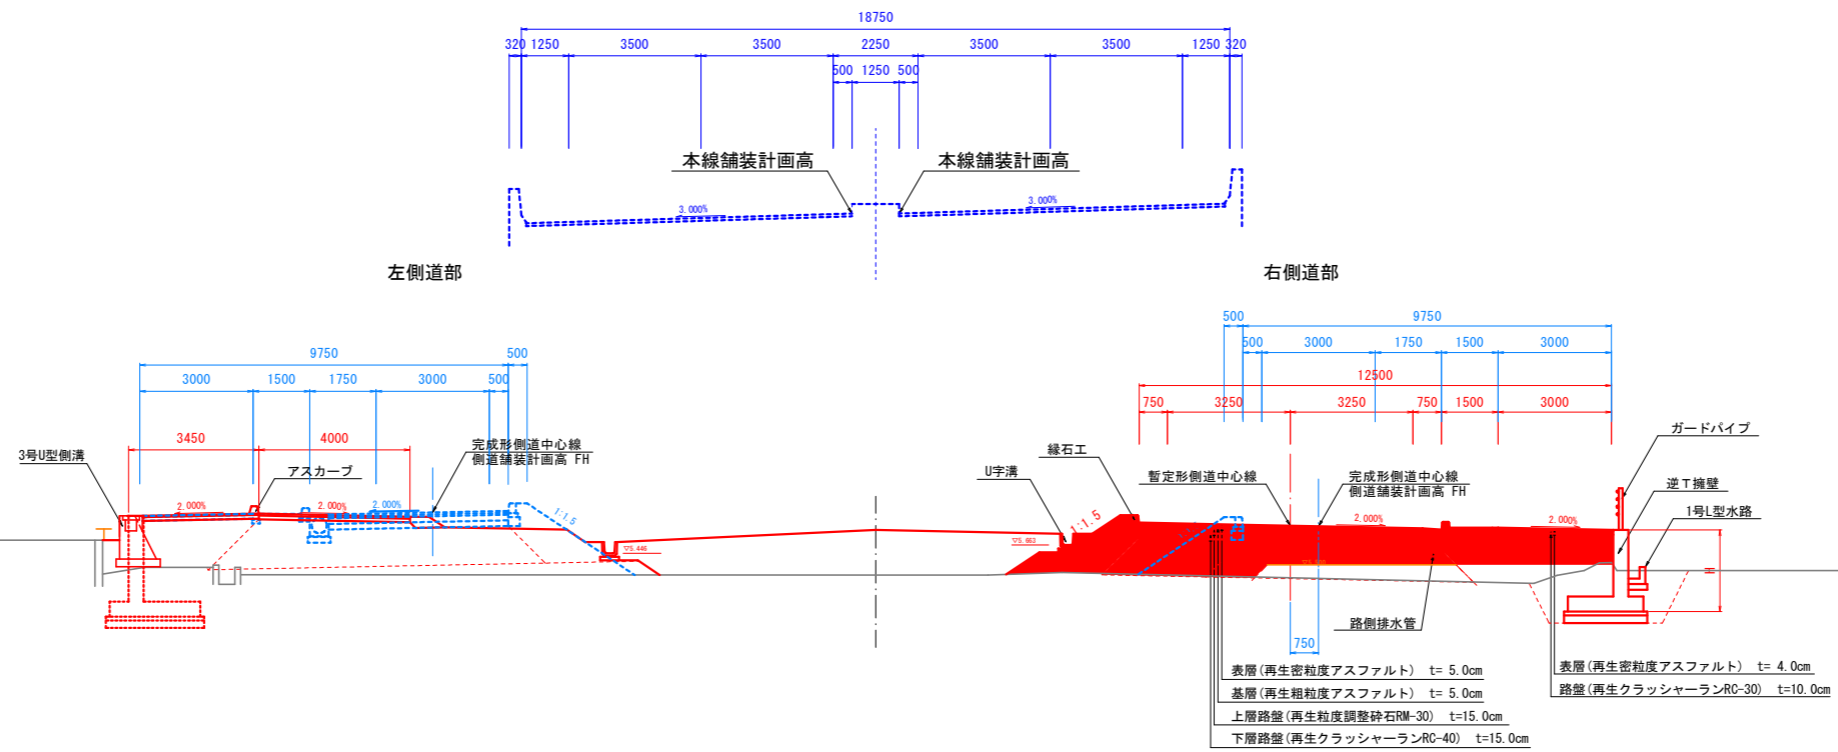 18750
320 1250 3500 3500 2250 3500 3500 1250 320
500 1250 500
本線舗装計画高 本線舗装計画高
3.000% 3.000%
左側道部 右側道部
500 9750
9750 500
500 3000 1750 1500 3000
3000 1500 1750 3000 500
12500
750 3250 3250 750 1500 3000
3450 4000
3号U型側溝
アスカーブ
完成形側道中心線
側道舗装計画高 FH
U字溝
縁石工
暫定形側道中心線
完成形側道中心線
側道舗装計画高 FH
ガードパイプ
逆T擁壁
1号L型水路
2.000% 2.000% 2.000%
1:1.5
1:1.5
2.000% 2.000%
▽5.446
▽5.663
H
路側排水管
750
表層(再生密粒度アスファルト) t= 5.0cm
基層(再生粗粒度アスファルト) t= 5.0cm
上層路盤(再生粒度調整砕石RM-30) t=15.0cm
下層路盤(再生クラッシャーランRC-40) t=15.0cm
表層(再生密粒度アスファルト) t= 4.0cm
路盤(再生クラッシャーランRC-30) t=10.0cm